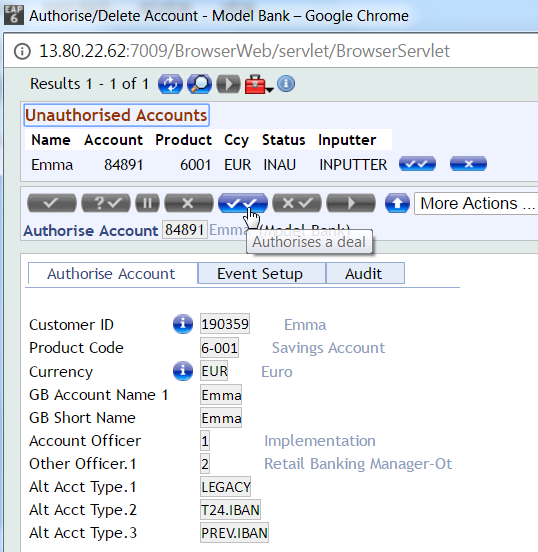 EAP 6 Authorise/Delete Account - Model Bank – Google Chrome
13.80.22.62:7009/BrowserWeb/servlet/BrowserServlet
Results 1 - 1 of 1
Unauthorised Accounts
Name Account Product Ccy Status Inputter
Emma 84891 6001 EUR INAU INPUTTER
? More Actions ...
Authorise Account 84891 Emma (Model Bank)
Authorises a deal
Authorise Account Event Setup Audit
Customer ID 190359 Emma
Product Code 6-001 Savings Account
Currency EUR Euro
GB Account Name 1 Emma
GB Short Name Emma
Account Officer 1 Implementation
Other Officer.1 2 Retail Banking Manager-Ot
Alt Acct Type.1 LEGACY
Alt Acct Type.2 T24.IBAN
Alt Acct Type.3 PREV.IBAN